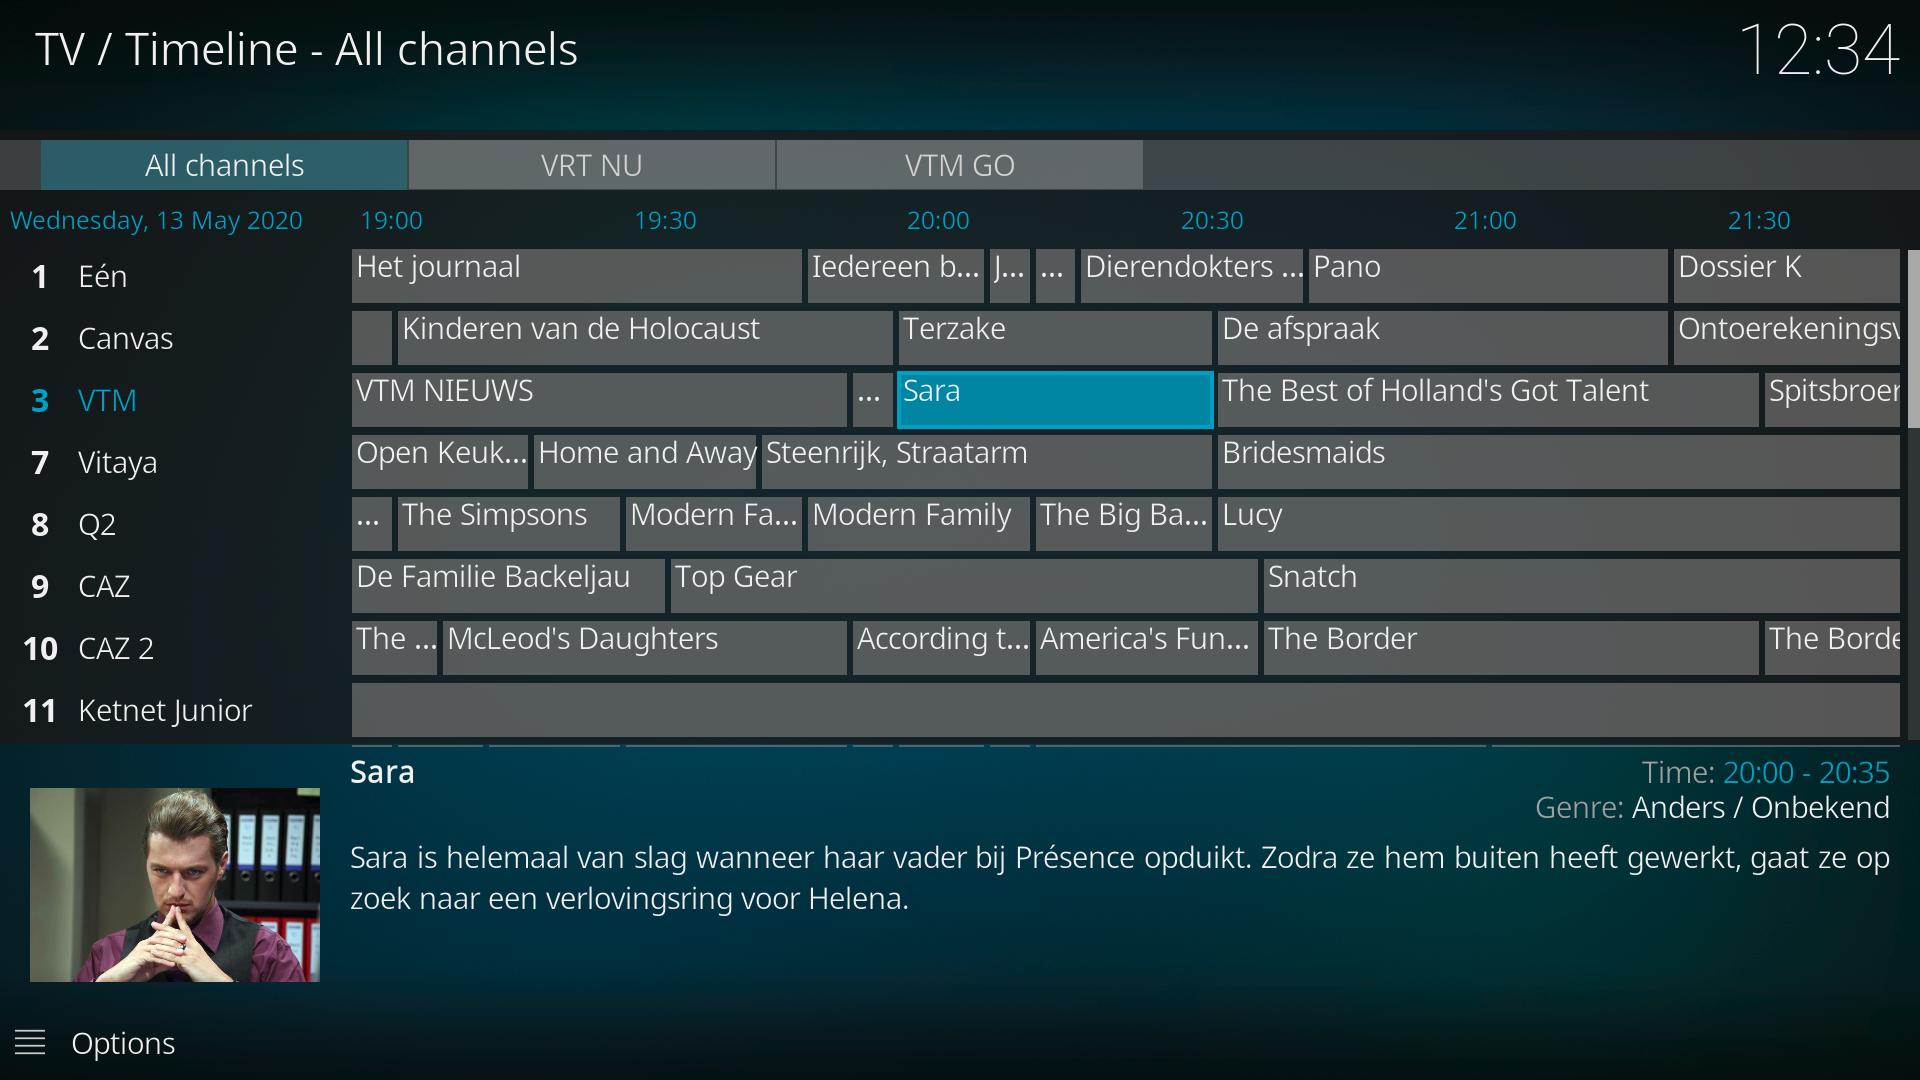 TV / Timeline - All channels
12:34
All channels
VRT NU
VTM GO
Wednesday, 13 May 2020
19:00
19:30
20:00
20:30
21:00
21:30
1 Eén
Het journaal
Iedereen b...
J...
...
Dierendokters ...
Pano
Dossier K
2 Canvas
Kinderen van de Holocaust
Terzake
De afspraak
Ontoerekeningsv
3 VTM
VTM NIEUWS
...
Sara
The Best of Holland's Got Talent
Spitsbroer
7 Vitaya
Open Keuk...
Home and Away
Steenrijk, Straatarm
Bridesmaids
8 Q2
...
The Simpsons
Modern Fa...
Modern Family
The Big Ba...
Lucy
9 CAZ
De Familie Backeljau
Top Gear
Snatch
10 CAZ 2
The ...
McLeod's Daughters
According t...
America's Fun...
The Border
The Borde
11 Ketnet Junior
Sara
Time: 20:00 - 20:35
Genre: Anders / Onbekend
Sara is helemaal van slag wanneer haar vader bij Présence opduikt. Zodra ze hem buiten heeft gewerkt, gaat ze op
zoek naar een verlovingsring voor Helena.
Options